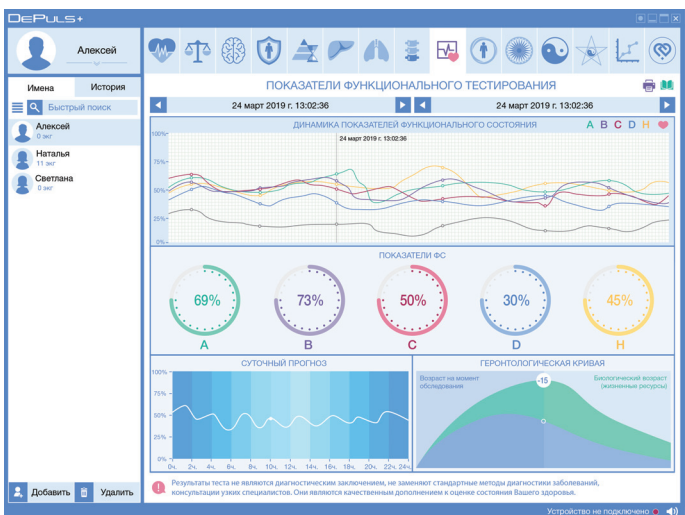 DEPULS+
Алексей
Имена
История
Быстрый поиск
Алексей
0 экг
Наталья
11 экг
Светлана
0 экг
Добавить
Удалить
ПОКАЗАТЕЛИ ФУНКЦИОНАЛЬНОГО ТЕСТИРОВАНИЯ
24 март 2019 г. 13:02:36
24 март 2019 г. 13:02:36
ДИНАМИКА ПОКАЗАТЕЛЕЙ ФУНКЦИОНАЛЬНОГО СОСТОЯНИЯ
A B C D H
24 март 2019 г. 13:02:36
100%
75%
50%
25%
0%
ПОКАЗАТЕЛИ ФС
69% 73% 50% 30% 45%
A B C D H
СУТОЧНЫЙ ПРОГНОЗ
100%
75%
50%
25%
0%
0ч. 2ч. 4ч. 6ч. 8ч. 10ч. 12ч. 14ч. 16ч. 18ч. 20ч. 22ч. 24ч.
ГЕРОНТОЛОГИЧЕСКАЯ КРИВАЯ
Возраст на момент
обследования
-15
Биологический возраст
(жизненные ресурсы)
Результаты теста не являются диагностическим заключением, не заменяют стандартные методы диагностики заболеваний,
консультации узких специалистов. Они являются качественным дополнением к оценке состояния Вашего здоровья.
Устройство не подключено